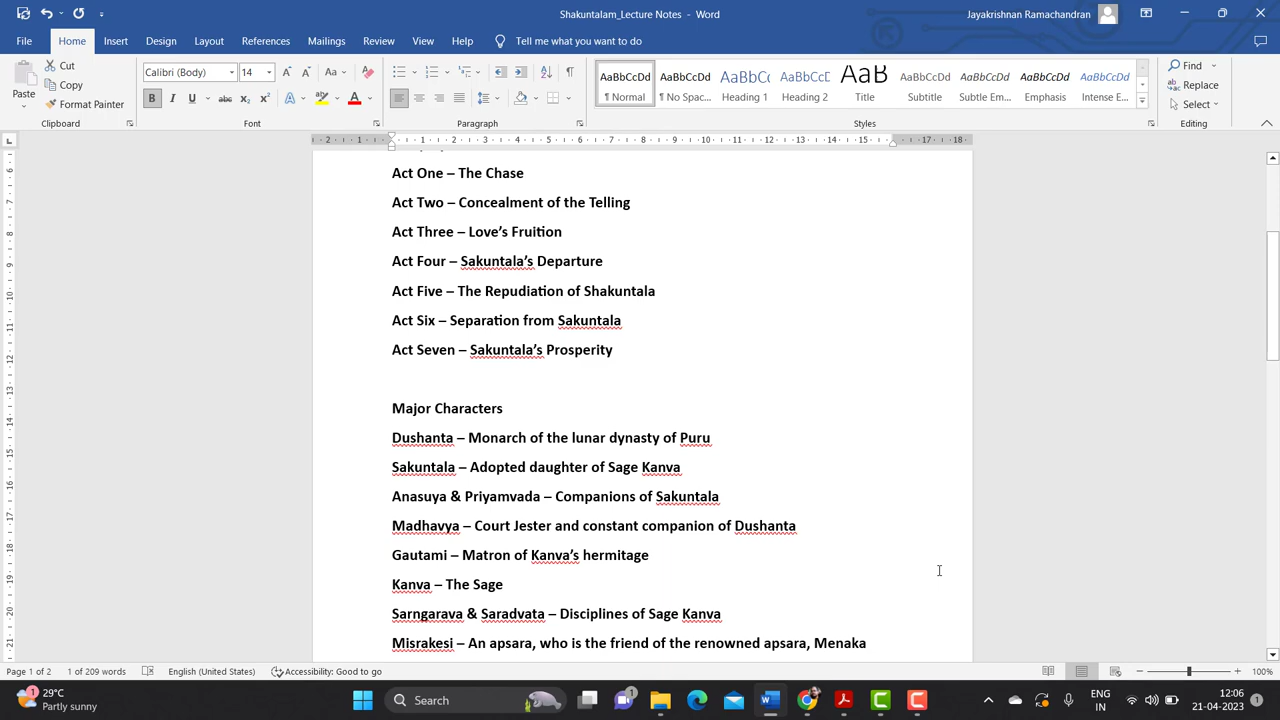 Shakuntalam_Lecture Notes - Word
Jayakrishnan Ramachandran
File Home Insert Design Layout References Mailings Review View Help Tell me what you want to do
Paste
Cut
Copy
Format Painter
Clipboard
Calibri (Body) 14
Font
Paragraph
AaBbCcDd AaBbCcDd AaBbCc AaBbCcD AaB AaBbCcDd AaBbCcDd AaBbCcDd AaBbCcDd
¶ Normal ¶ No Spac... Heading 1 Heading 2 Title Subtitle Subtle Em... Emphasis Intense E...
Styles
Find
Replace
Select
Editing
Act One – The Chase
Act Two – Concealment of the Telling
Act Three – Love's Fruition
Act Four – Sakuntala's Departure
Act Five – The Repudiation of Shakuntala
Act Six – Separation from Sakuntala
Act Seven – Sakuntala's Prosperity
Major Characters
Dushanta – Monarch of the lunar dynasty of Puru
Sakuntala – Adopted daughter of Sage Kanva
Anasuya & Priyamvada – Companions of Sakuntala
Madhavya – Court Jester and constant companion of Dushanta
Gautami – Matron of Kanva's hermitage
Kanva – The Sage
Sarngarava & Saradvata – Disciplines of Sage Kanva
Misrakesi – An apsara, who is the friend of the renowned apsara, Menaka
Page 1 of 2 1 of 209 words English (United States) Accessibility: Good to go 100%
29°C
Partly sunny
Search
ENG
IN
12:06
21-04-2023